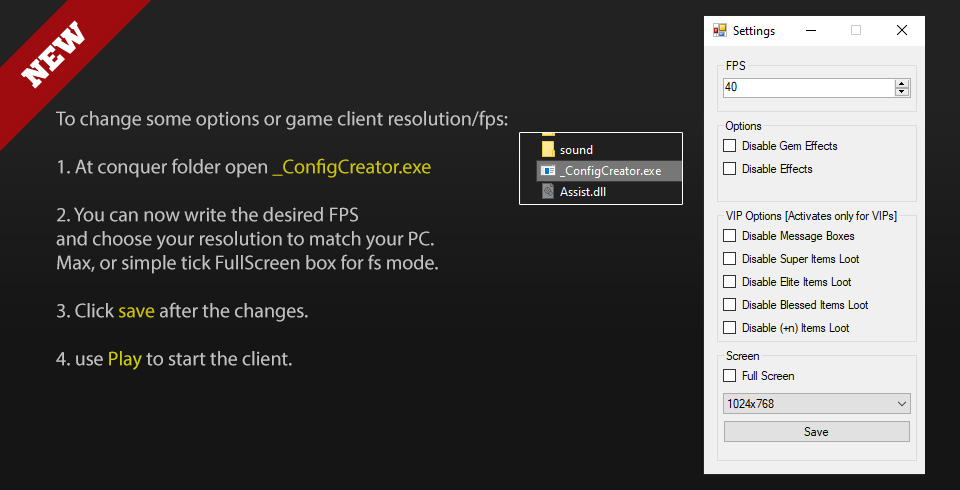 NEW
To change some options or game client resolution/fps:
1. At conquer folder open _ConfigCreator.exe
2. You can now write the desired FPS
and choose your resolution to match your PC.
Max, or simple tick FullScreen box for fs mode.
3. Click save after the changes.
4. use Play to start the client.
sound
_ConfigCreator.exe
Assist.dll
Settings
FPS
40
Options
Disable Gem Effects
Disable Effects
VIP Options [Activates only for VIPs]
Disable Message Boxes
Disable Super Items Loot
Disable Elite Items Loot
Disable Blessed Items Loot
Disable (+n) Items Loot
Screen
Full Screen
1024x768
Save